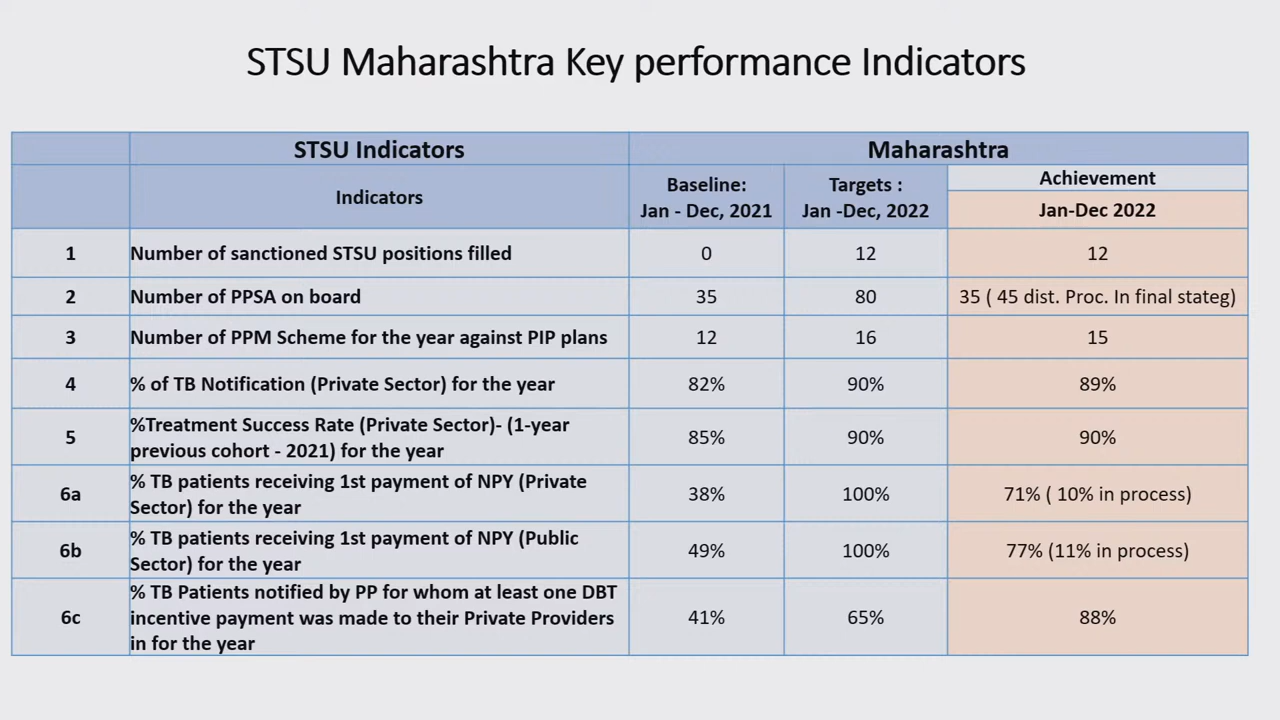 STSU Maharashtra Key performance Indicators
STSU Indicators
Maharashtra
Indicators
Baseline:
Jan - Dec, 2021
Targets :
Jan -Dec, 2022
Achievement
Jan-Dec 2022
1
Number of sanctioned STSU positions filled
0
12
12
2
Number of PPSA on board
35
80
35 ( 45 dist. Proc. In final stateg)
3
Number of PPM Scheme for the year against PIP plans
12
16
15
4
% of TB Notification (Private Sector) for the year
82%
90%
89%
5
%Treatment Success Rate (Private Sector)- (1-year
previous cohort - 2021) for the year
85%
90%
90%
6a
% TB patients receiving 1st payment of NPY (Private
Sector) for the year
38%
100%
71% ( 10% in process)
6b
% TB patients receiving 1st payment of NPY (Public
Sector) for the year
49%
100%
77% (11% in process)
6c
% TB Patients notified by PP for whom at least one DBT
incentive payment was made to their Private Providers
in for the year
41%
65%
88%